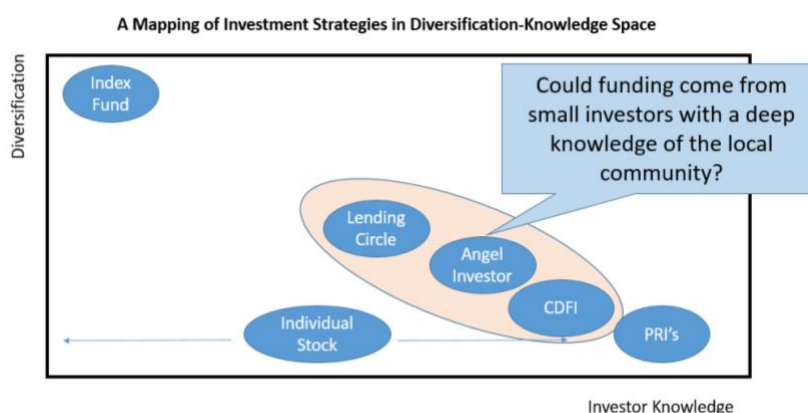 A Mapping of Investment Strategies in Diversification-Knowledge Space
Diversification
Index
Fund
Could funding come from
small investors with a deep
knowledge of the local
community?
Lending
Circle
Angel
Investor
CDFI
Individual
Stock
PRI's
Investor Knowledge